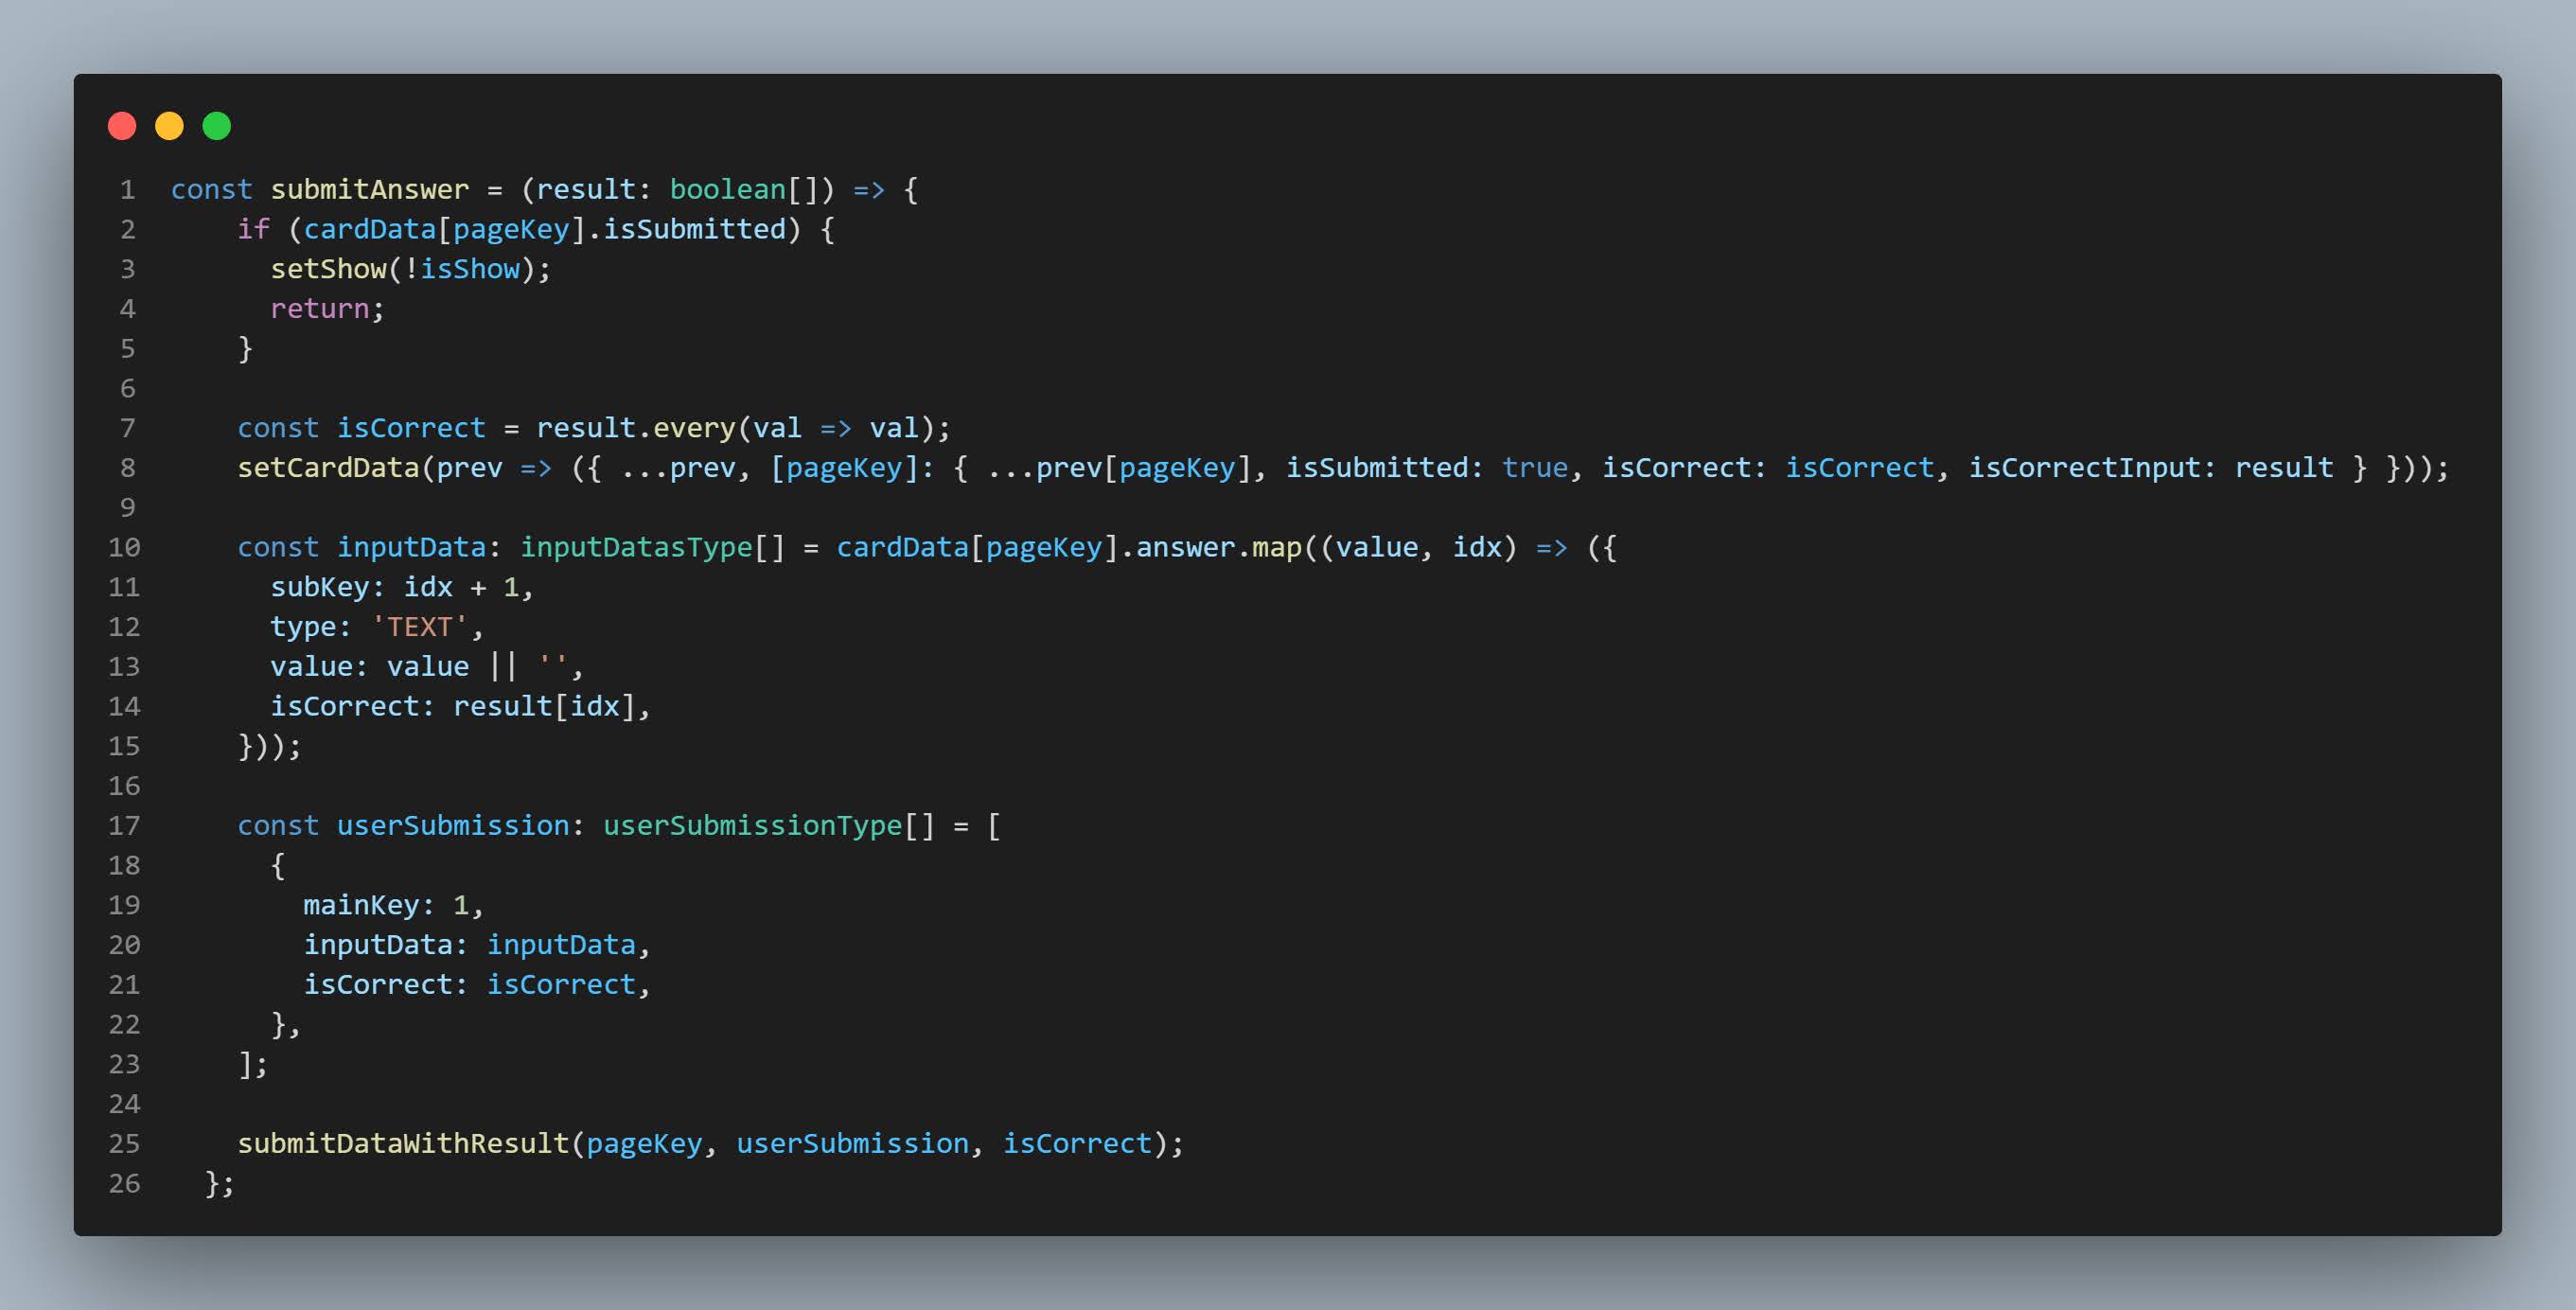 1 const submitAnswer = (result: boolean[]) => {
2 if (cardData[pageKey].isSubmitted) {
3 setShow(!isShow);
4 return;
5 }
6
7 const isCorrect = result.every(val => val);
8 setCardData(prev => ({ ...prev, [pageKey]: { ...prev[pageKey], isSubmitted: true, isCorrect: isCorrect, isCorrectInput: result } }));
9
10 const inputData: inputDatasType[] = cardData[pageKey].answer.map((value, idx) => ({
11 subKey: idx + 1,
12 type: 'TEXT',
13 value: value || '',
14 isCorrect: result[idx],
15 }));
16
17 const userSubmission: userSubmissionType[] = [
18 {
19 mainKey: 1,
20 inputData: inputData,
21 isCorrect: isCorrect,
22 },
23 ];
24
25 submitDataWithResult(pageKey, userSubmission, isCorrect);
26 };